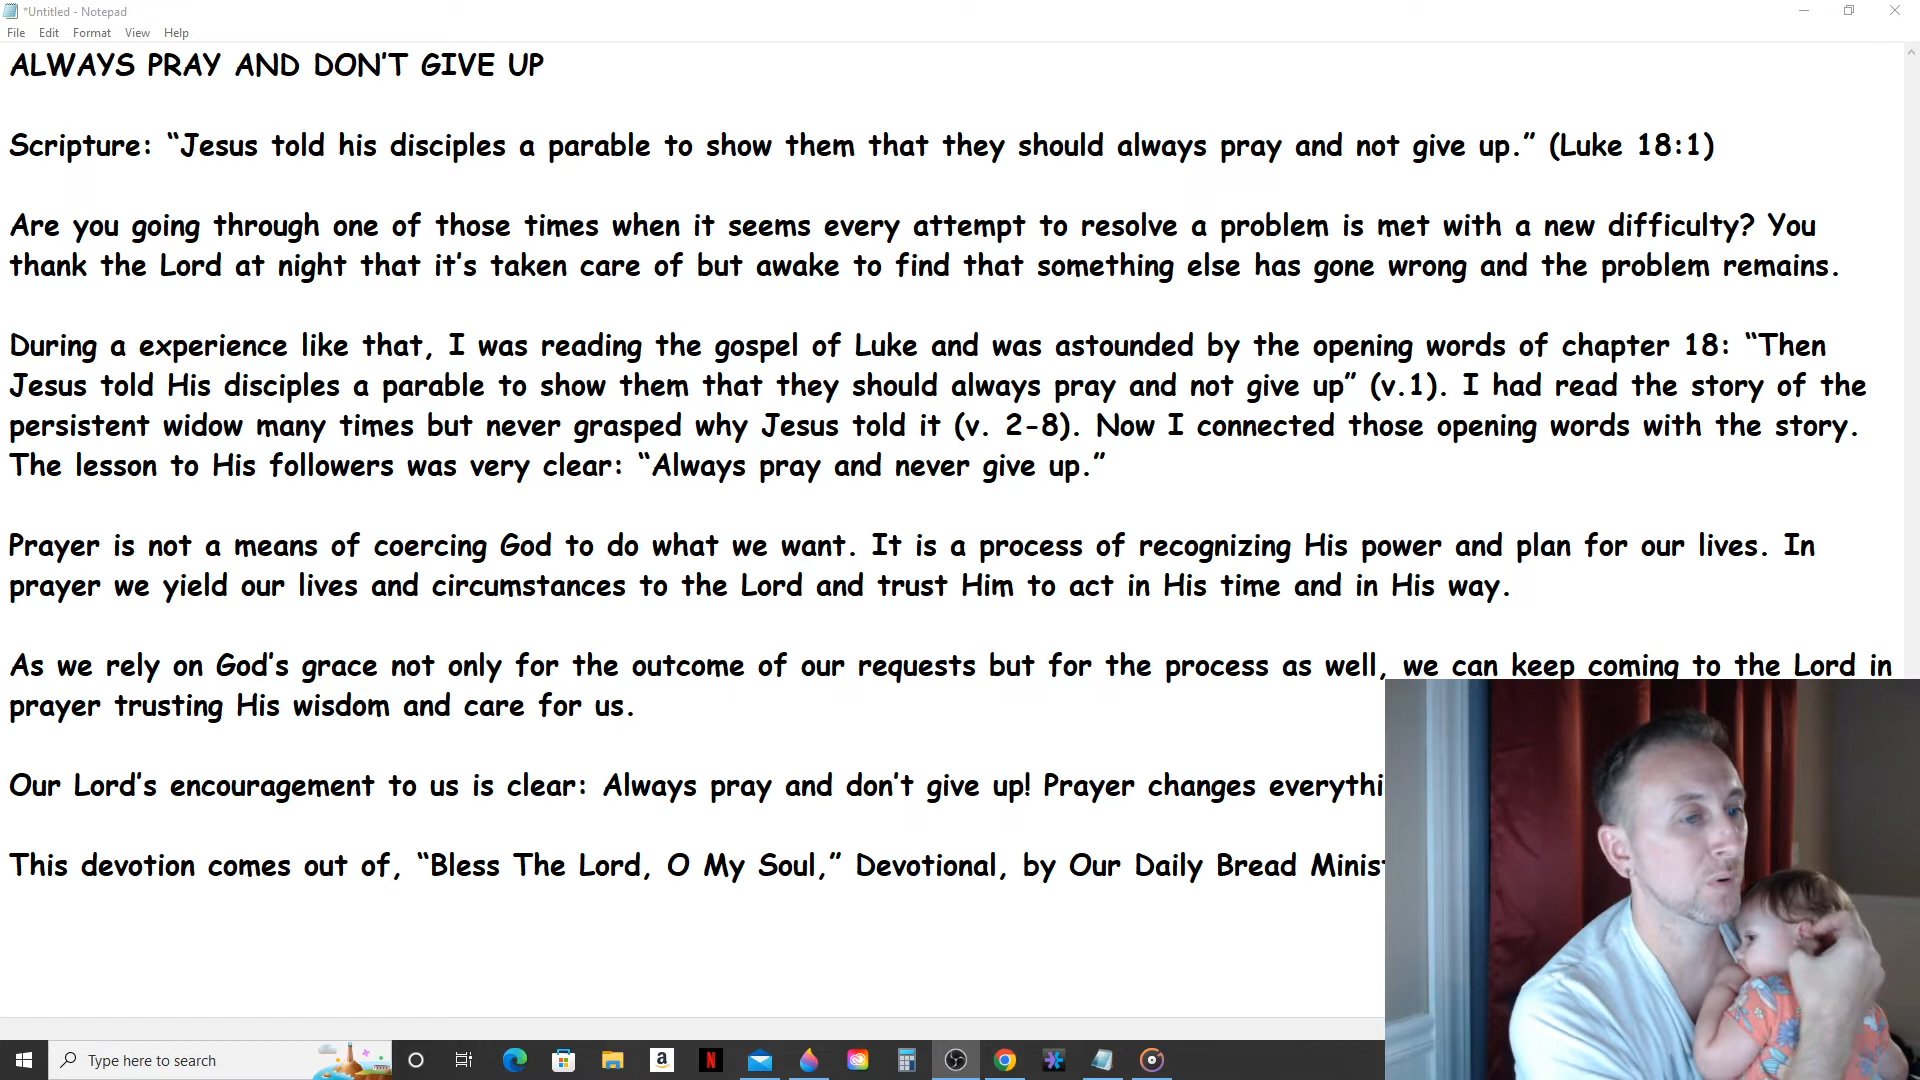 *Untitled - Notepad
File Edit Format View Help
ALWAYS PRAY AND DON'T GIVE UP
Scripture: “Jesus told his disciples a parable to show them that they should always pray and not give up.” (Luke 18:1)
Are you going through one of those times when it seems every attempt to resolve a problem is met with a new difficulty? You
thank the Lord at night that it's taken care of but awake to find that something else has gone wrong and the problem remains.
During a experience like that, I was reading the gospel of Luke and was astounded by the opening words of chapter 18: “Then
Jesus told His disciples a parable to show them that they should always pray and not give up” (v.1). I had read the story of the
persistent widow many times but never grasped why Jesus told it (v. 2-8). Now I connected those opening words with the story.
The lesson to His followers was very clear: “Always pray and never give up.”
Prayer is not a means of coercing God to do what we want. It is a process of recognizing His power and plan for our lives. In
prayer we yield our lives and circumstances to the Lord and trust Him to act in His time and in His way.
As we rely on God's grace not only for the outcome of our requests but for the process as well, we can keep coming to the Lord in
prayer trusting His wisdom and care for us.
Our Lord's encouragement to us is clear: Always pray and don't give up! Prayer changes everythi
This devotion comes out of, “Bless The Lord, O My Soul,” Devotional, by Our Daily Bread Minist
Type here to search